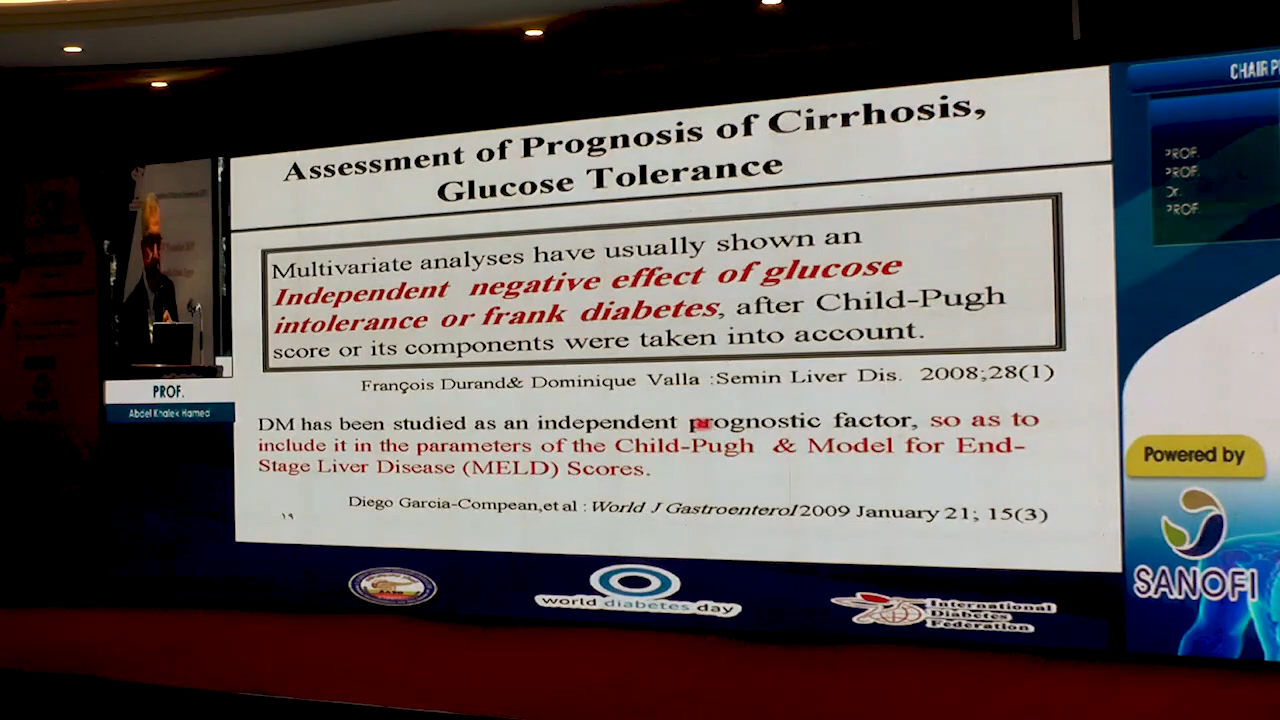 Assessment of Prognosis of Cirrhosis,
Glucose Tolerance
Multivariate analyses have usually shown an
Independent negative effect of glucose
intolerance or frank diabetes, after Child-Pugh
score or its components were taken into account.
François Durand& Dominique Valla :Semin Liver Dis. 2008;28(1)
DM has been studied as an independent prognostic factor, so as to
include it in the parameters of the Child-Pugh & Model for End-
Stage Liver Disease (MELD) Scores.
Diego Garcia-Compean,et al : World J Gastroenterol 2009 January 21; 15(3)
١٩
PROF.
Abdel Khalek Hamed
world diabetes day
International
Diabetes
Federation
CHAIR
PROF.
PROF.
Dr.
PROF.
Powered by
SANOFI